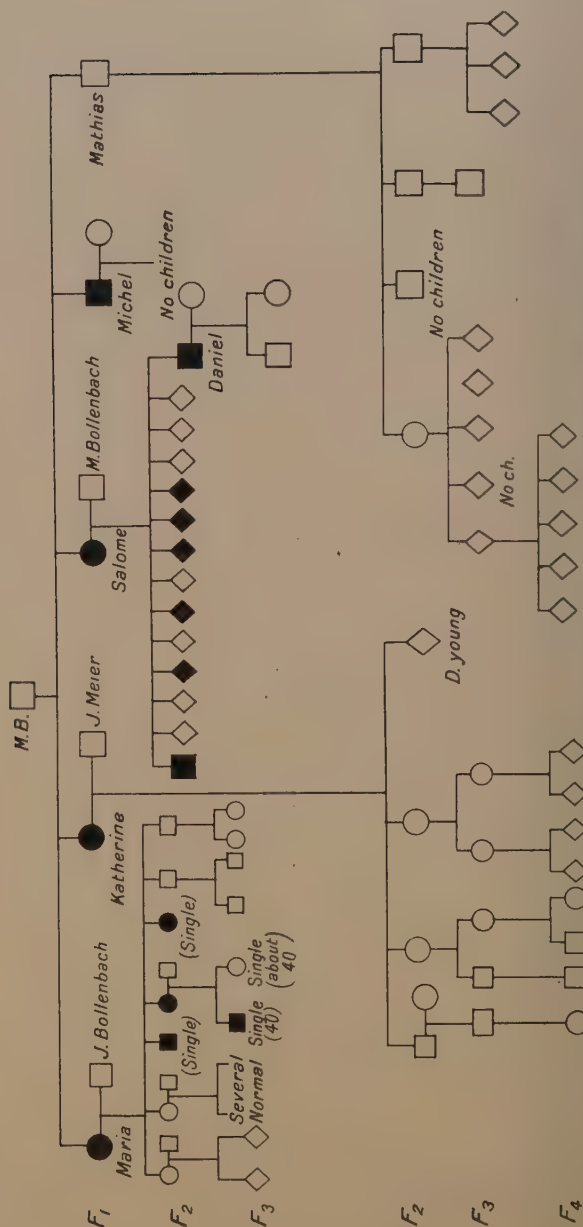 M.B.
F₁
J. Bollenbach
Maria
J. Meier
Katherine
M. Bollenbach
Salome
Michel
No children
Mathias
F₂
(Single)
(Single)
Daniel
F₃
Several
Normal
Single
(40)
Single
(about
40
F₂
D. young
No children
F₃
No ch.
F₄